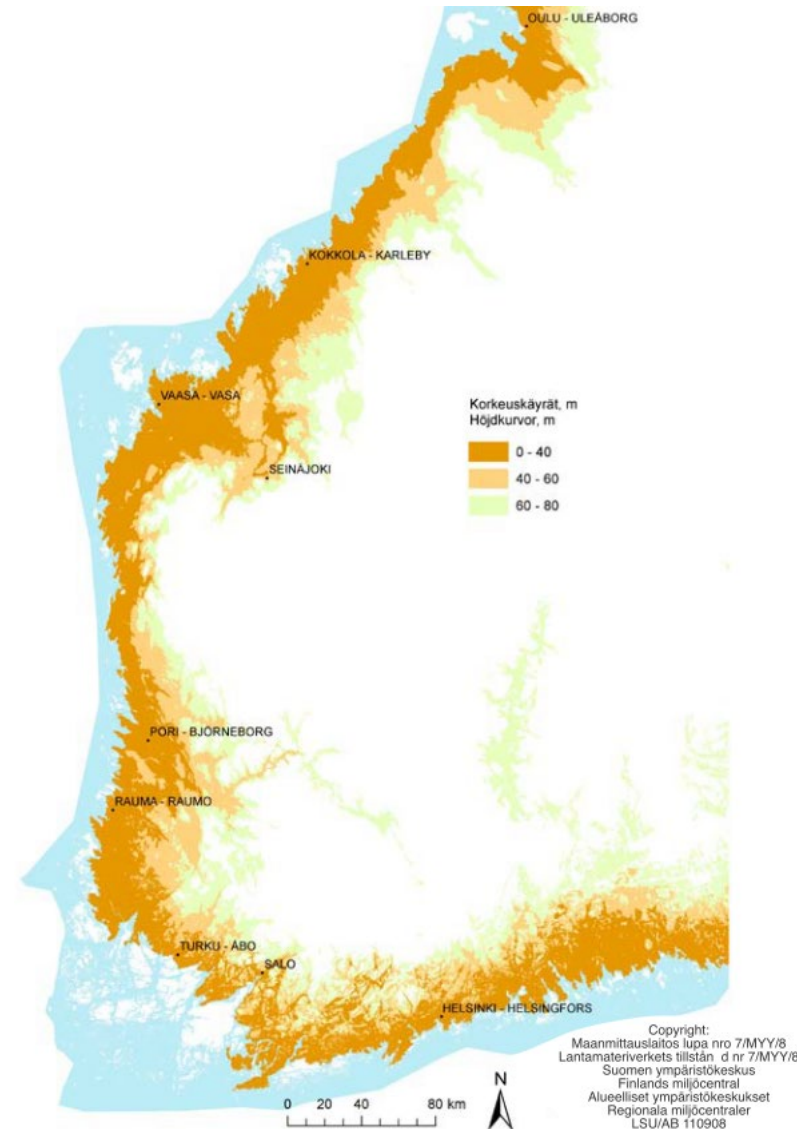 OULU - ULEÅBORG
KOKKOLA - KARLEBY
VAASA - VASA
Korkeuskäyrät, m
Höjdkurvor, m
0 - 40
40 - 60
60 - 80
SEINÄJOKI
PORI - BJÖRNEBORG
RAUMA - RAUMO
TURKU - ÅBO
SALO
HELSINKI - HELSINGFORS
Copyright:
Maanmittauslaitos lupa nro 7/MYY/8
Lantamateriverkets tillstån d nr 7/MYY/8
Suomen ympäristökeskus
Finlands miljöcentral
Alueelliset ympäristökeskukset
Regionala miljöcentraler
LSU/AB 110908
N
0 20 40 80 km